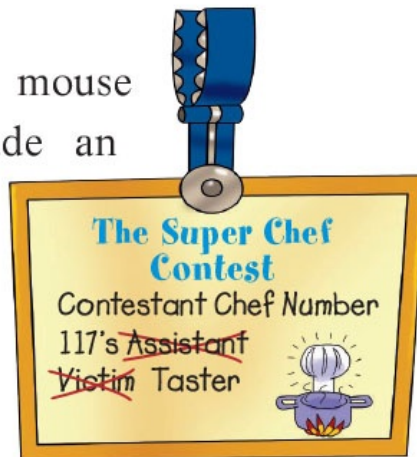 mouse
de an
The Super Chef
Contest
Contestant Chef Number
117's Assistant
Victim Taster